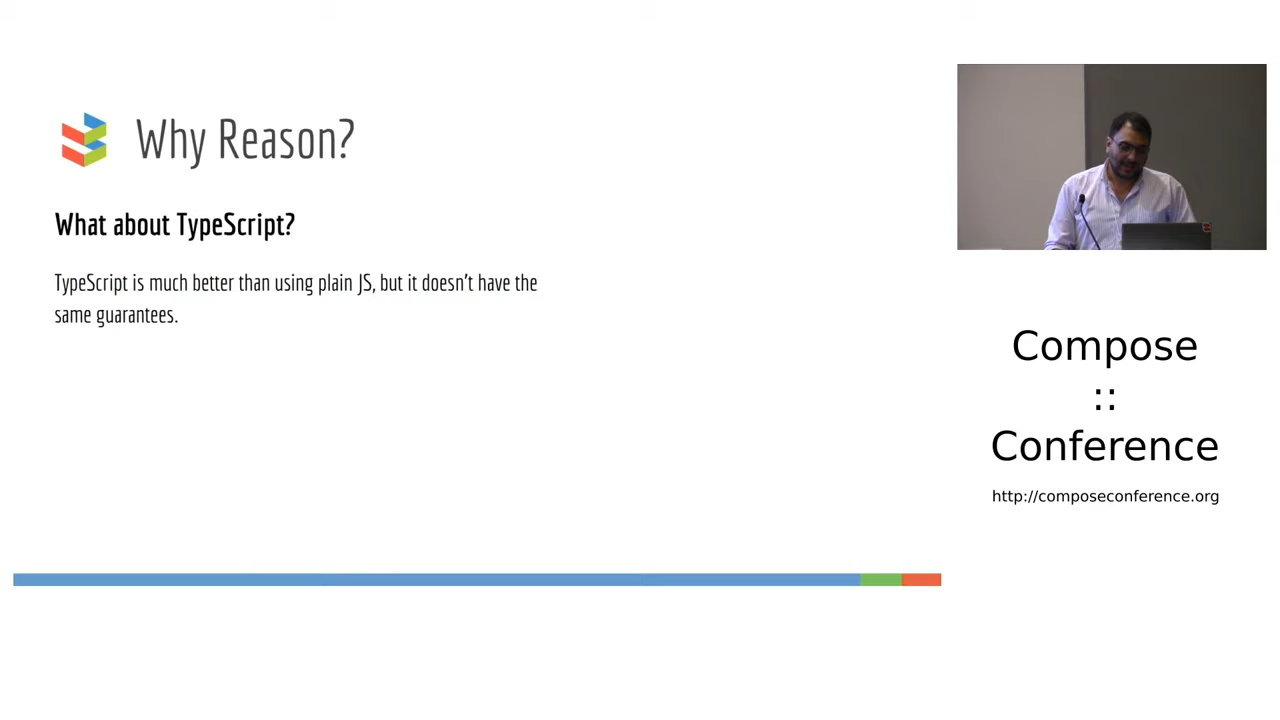 Why Reason?
What about TypeScript?
TypeScript is much better than using plain JS, but it doesn't have the
same guarantees.
Compose
::
Conference
http://composeconference.org